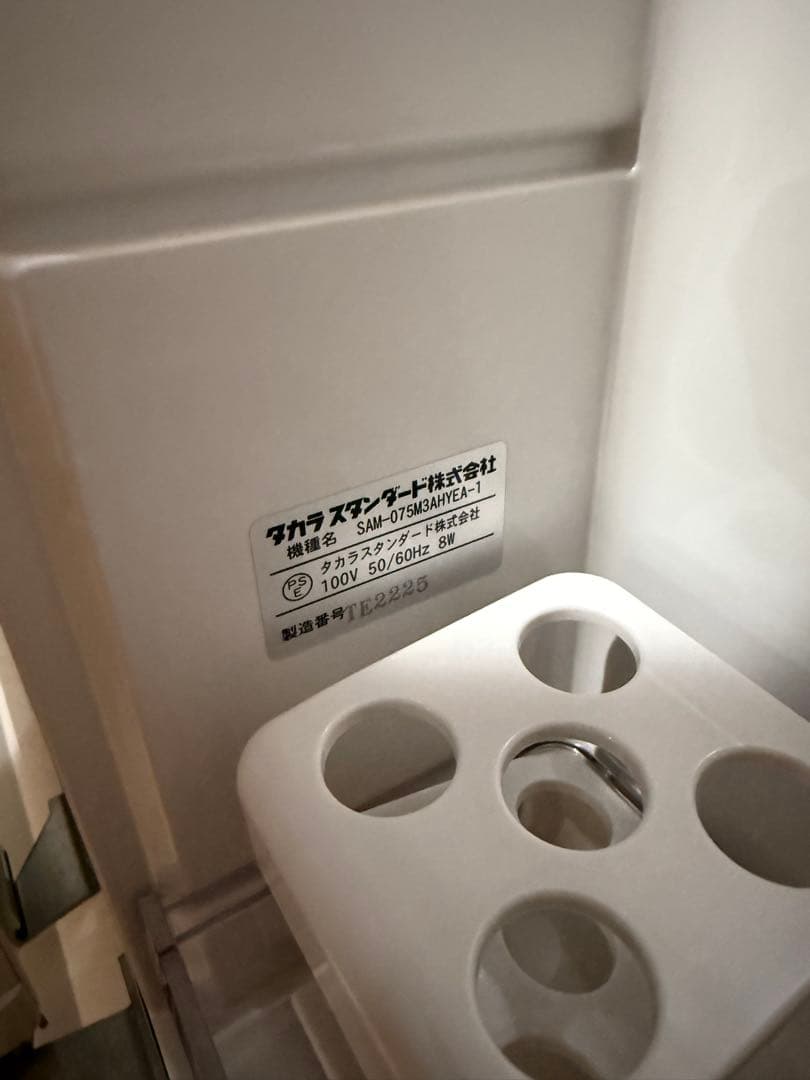 タカラスタンダード株式会社
機種名 SAM-075M3AHYEA-1
タカラスタンダード株式会社
PS
E
100V 50/60Hz 8W
製造番号TE2225